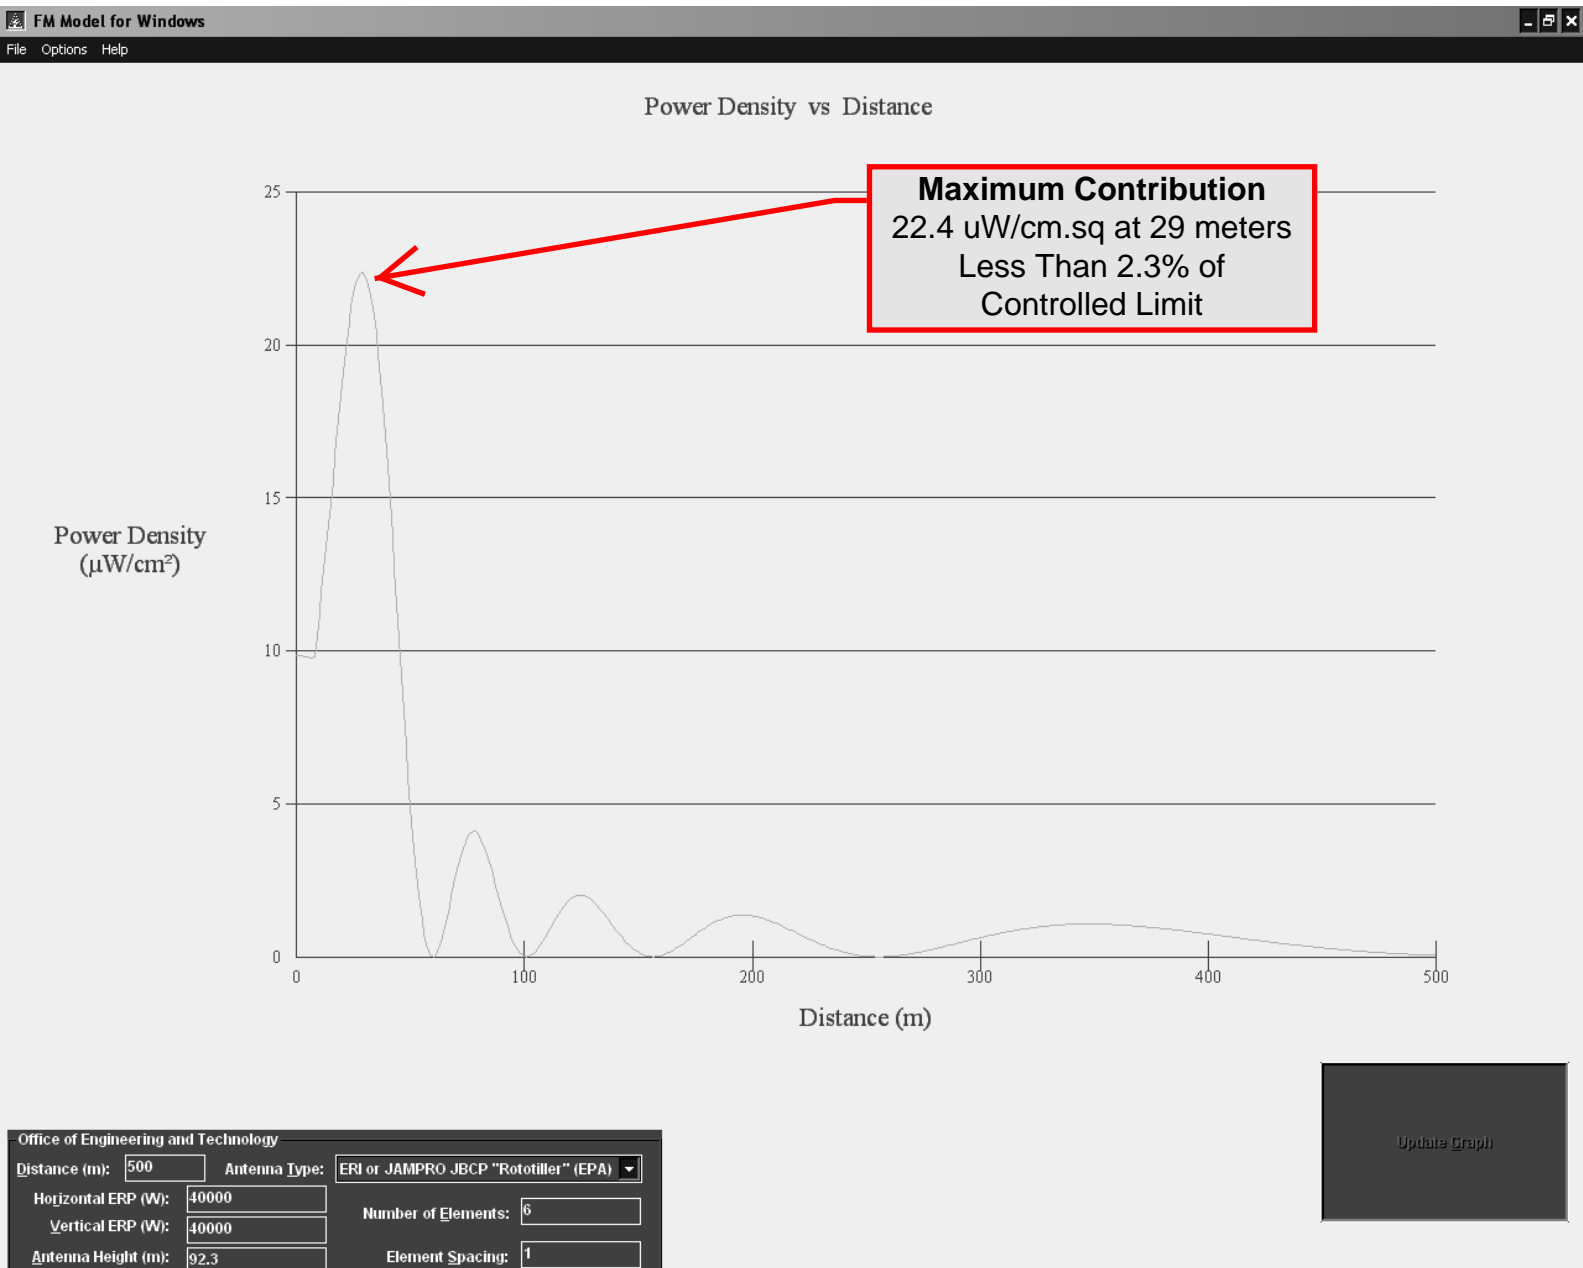 FM Model for Windows
File Options Help
Power Density vs Distance
Maximum Contribution
22.4 uW/cm.sq at 29 meters
Less Than 2.3% of
Controlled Limit
25
20
15
10
5
0
Power Density
(µW/cm²)
0 100 200 300 400 500
Distance (m)
Update Graph
Office of Engineering and Technology
Distance (m): 500 Antenna Type: ERI or JAMPRO JBCP "Rototiller" (EPA)
Horizontal ERP (W): 40000
Number of Elements: 6
Vertical ERP (W): 40000
Antenna Height (m): 92.3 Element Spacing: 1